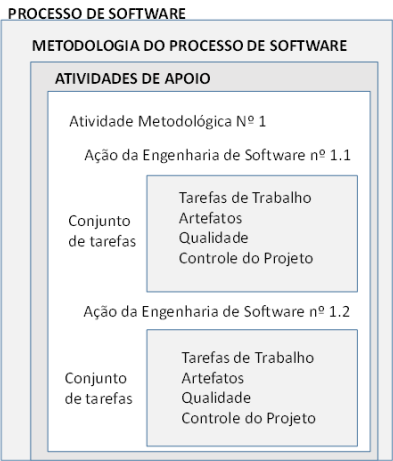 PROCESSO DE SOFTWARE
METODOLOGIA DO PROCESSO DE SOFTWARE
ATIVIDADES DE APOIO
Atividade Metodológica Nº 1
Ação da Engenharia de Software nº 1.1
Conjunto
de tarefas
Tarefas de Trabalho
Artefatos
Qualidade
Controle do Projeto
Ação da Engenharia de Software nº 1.2
Conjunto
de tarefas
Tarefas de Trabalho
Artefatos
Qualidade
Controle do Projeto